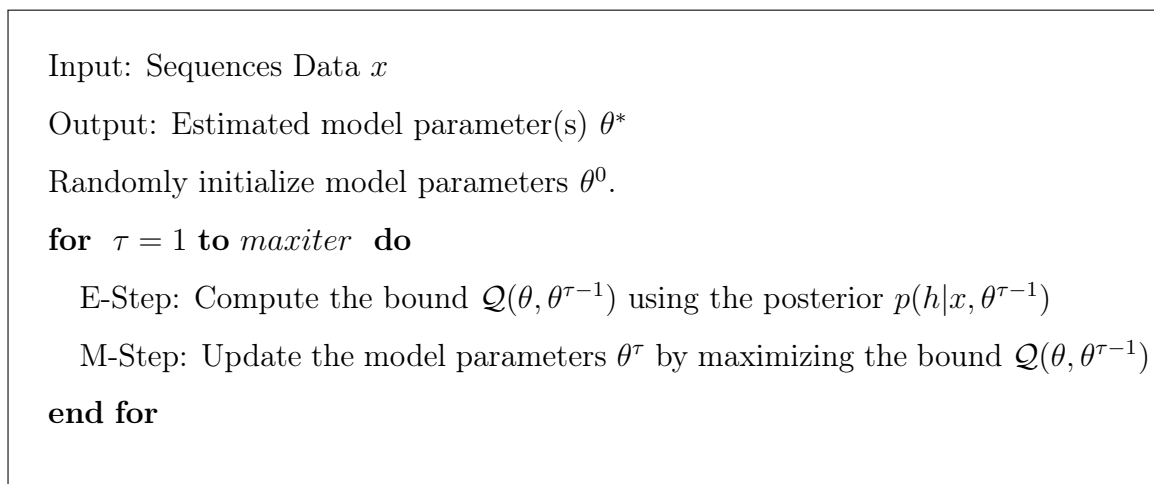 Input: Sequences Data x
Output: Estimated model parameter(s) θ*
Randomly initialize model parameters θ⁰.
for τ = 1 to maxiter do
E-Step: Compute the bound 𝒬(θ, θ^{τ−1}) using the posterior p(h|x, θ^{τ−1})
M-Step: Update the model parameters θ^τ by maximizing the bound 𝒬(θ, θ^{τ−1})
end for